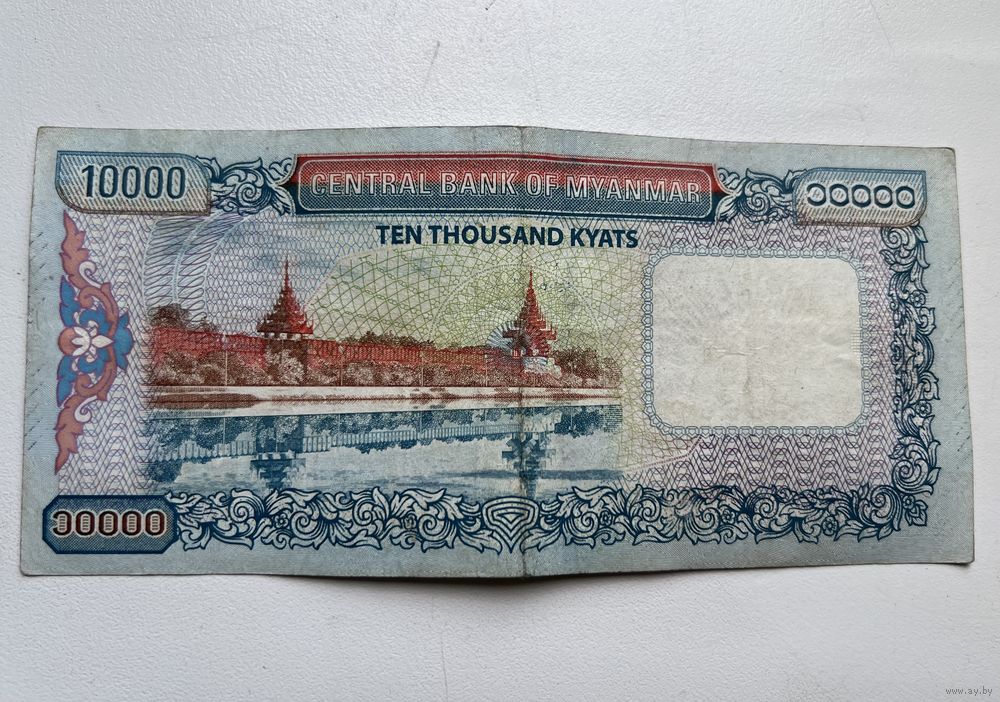 10000
CENTRAL BANK OF MYANMAR
၁၀၀၀၀
TEN THOUSAND KYATS
၁၀၀၀၀
www.ay.by